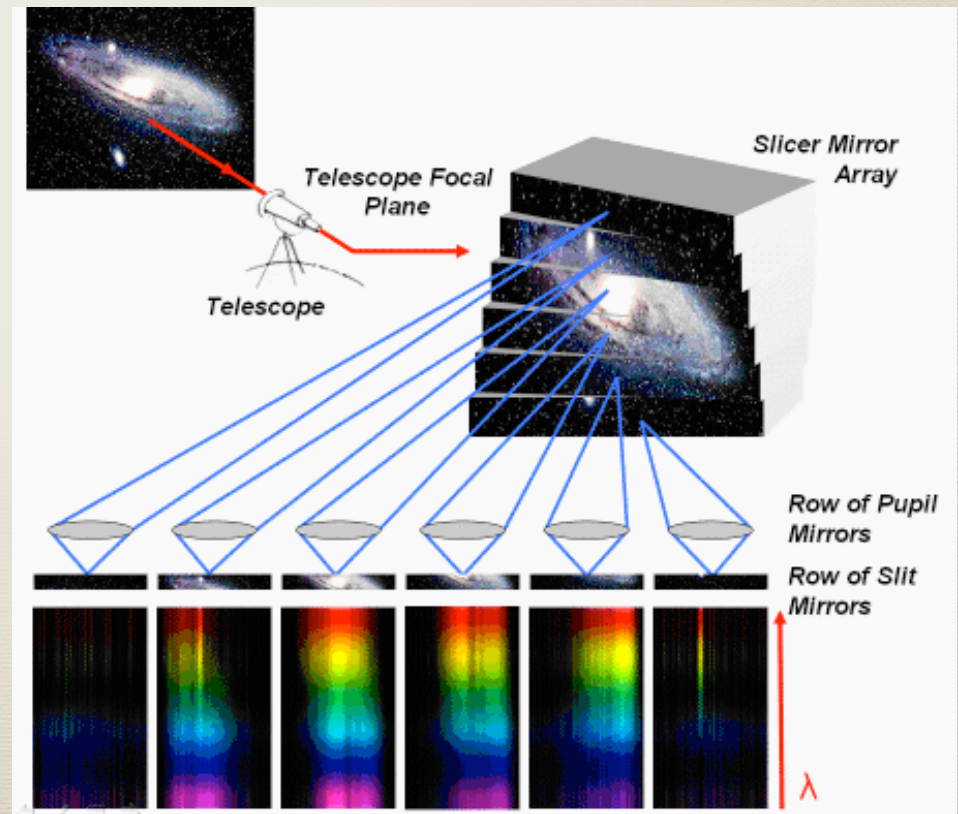 Slicer Mirror
Array
Telescope Focal
Plane
Telescope
Row of Pupil
Mirrors
Row of Slit
Mirrors
λ